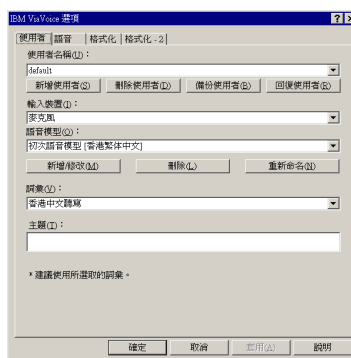 IBM ViaVoice 選項
使用者 語音 格式化 格式化 - 2
使用者名稱(U)：
default
新增使用者(S) 刪除使用者(D) 備份使用者(B) 回復使用者(R)
輸入裝置(I)：
麥克風
語音模型(O)：
初次語音模型 [香港繁体中文]
新增/修改(M) 刪除(L) 重新命名(N)
詞彙(V)：
香港中文聽寫
主題(T)：
* 建議使用所選取的詞彙。
確定 取消 套用(A) 說明